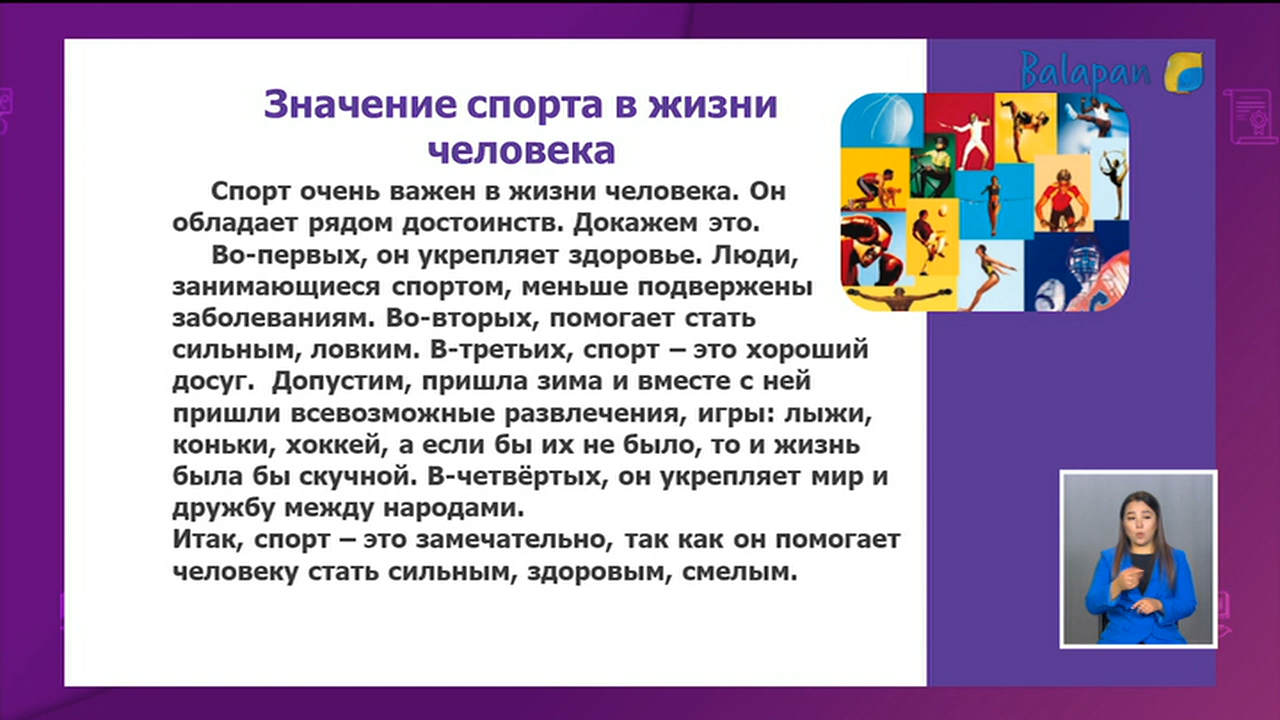 Balapan
Значение спорта в жизни
человека
Спорт очень важен в жизни человека. Он
обладает рядом достоинств. Докажем это.
Во-первых, он укрепляет здоровье. Люди,
занимающиеся спортом, меньше подвержены
заболеваниям. Во-вторых, помогает стать
сильным, ловким. В-третьих, спорт – это хороший
досуг. Допустим, пришла зима и вместе с ней
пришли всевозможные развлечения, игры: лыжи,
коньки, хоккей, а если бы их не было, то и жизнь
была бы скучной. В-четвёртых, он укрепляет мир и
дружбу между народами.
Итак, спорт – это замечательно, так как он помогает
человеку стать сильным, здоровым, смелым.